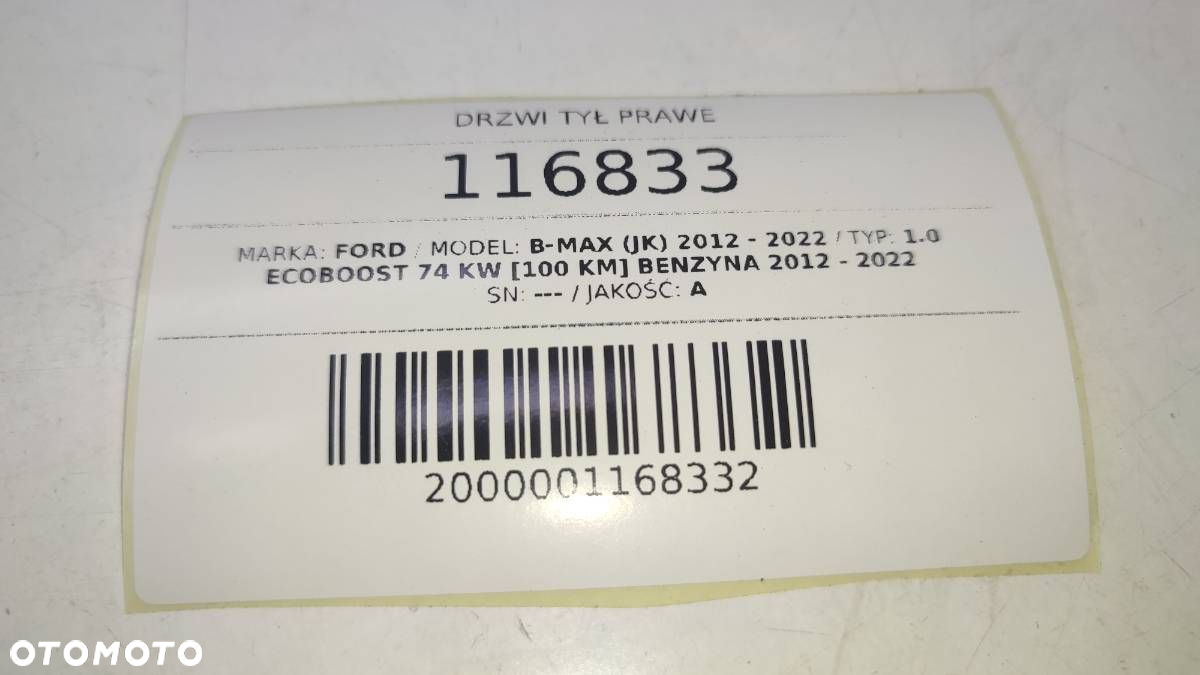 DRZWI TYŁ PRAWE
116833
MARKA: FORD / MODEL: B-MAX (JK) 2012 - 2022 / TYP: 1.0
ECOBOOST 74 KW [100 KM] BENZYNA 2012 - 2022
SN: --- / JAKOŚĆ: A
2000001168332
OTOMOTO